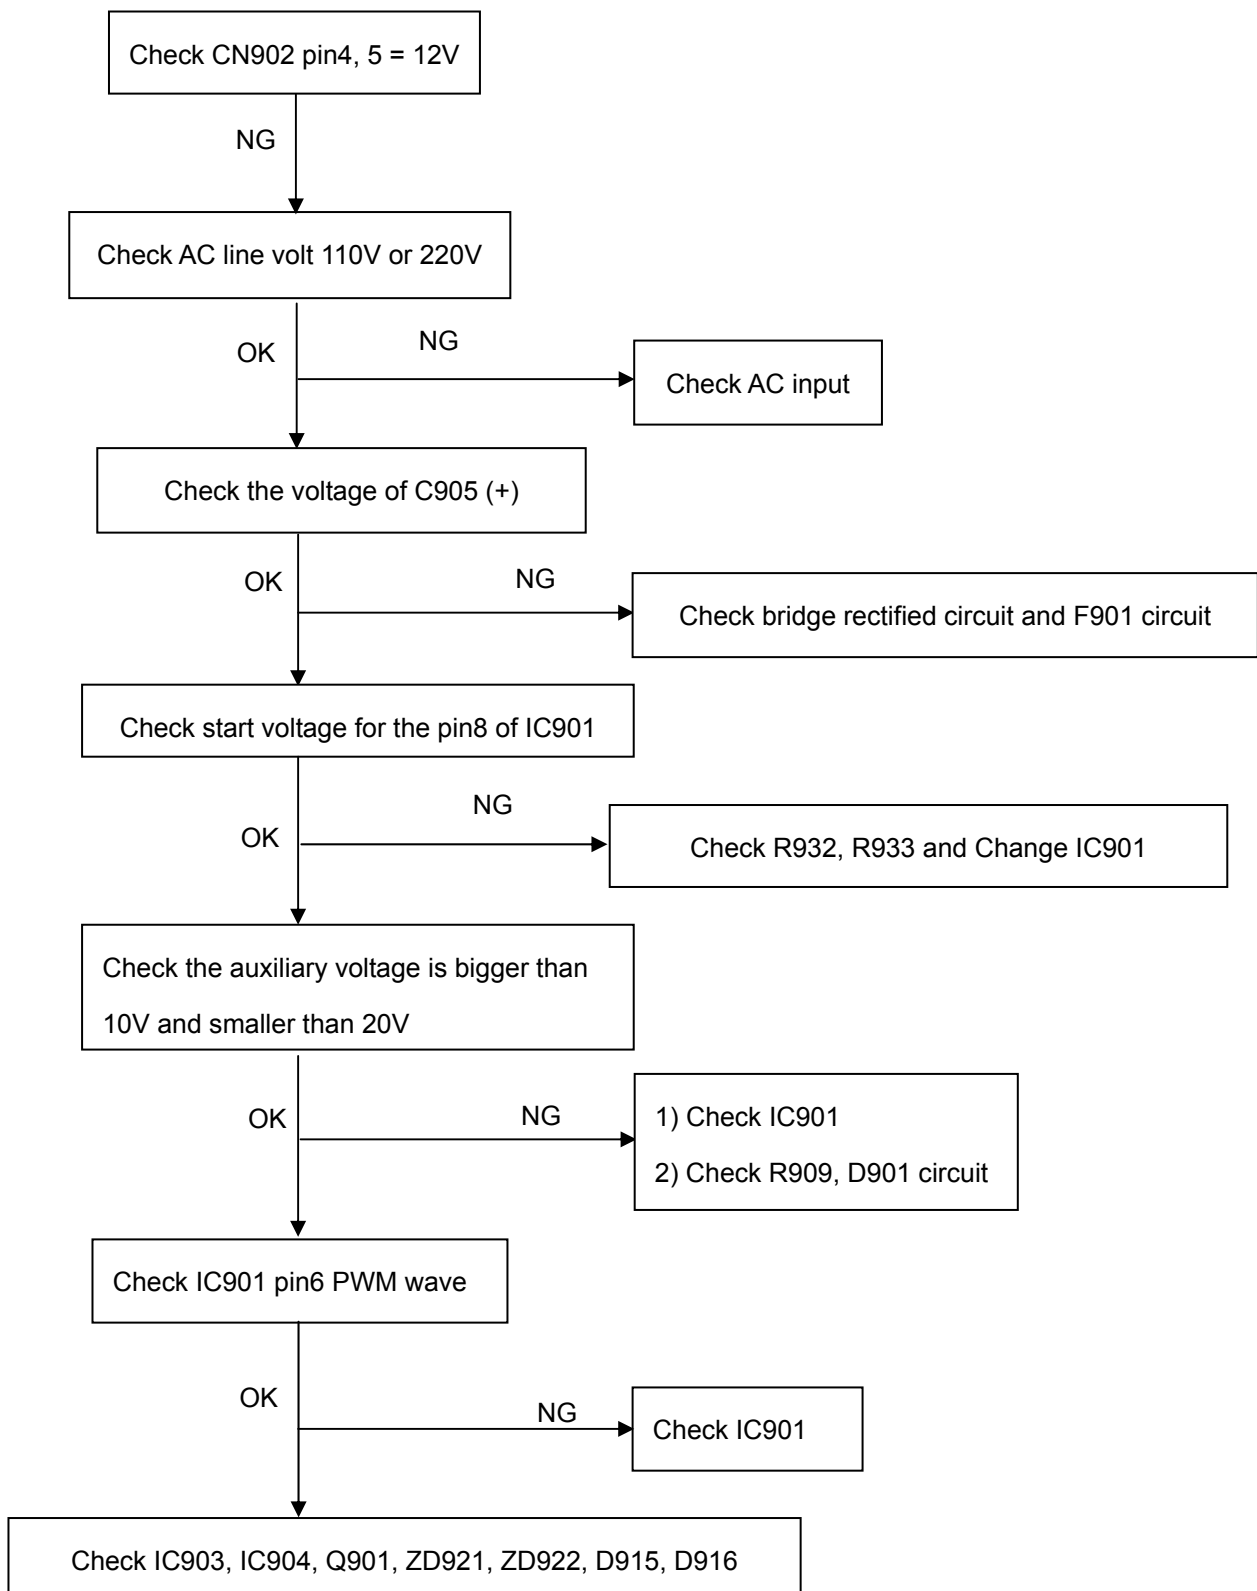 Check CN902 pin4, 5 = 12V
NG
Check AC line volt 110V or 220V
OK
NG
Check AC input
Check the voltage of C905 (+)
OK
NG
Check bridge rectified circuit and F901 circuit
Check start voltage for the pin8 of IC901
NG
OK
Check R932, R933 and Change IC901
Check the auxiliary voltage is bigger than
10V and smaller than 20V
OK
NG
1) Check IC901
2) Check R909, D901 circuit
Check IC901 pin6 PWM wave
OK
NG
Check IC901
Check IC903, IC904, Q901, ZD921, ZD922, D915, D916